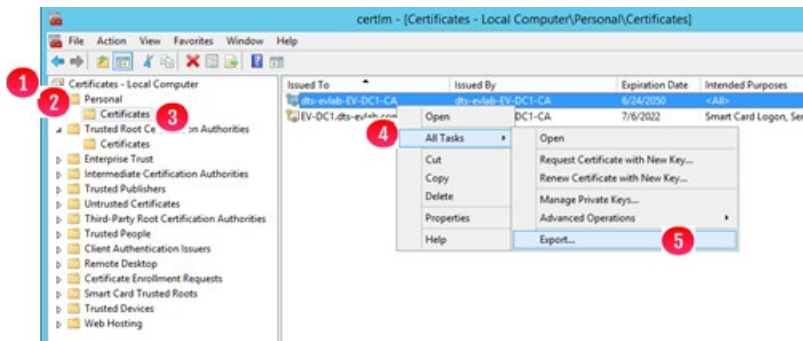 certlm - [Certificates - Local Computer\Personal\Certificates]
File Action View Favorites Window Help
1
Certificates - Local Computer
2
Personal
Certificates
3
Trusted Root Certification Authorities
Certificates
Enterprise Trust
Intermediate Certification Authorities
Trusted Publishers
Untrusted Certificates
Third-Party Root Certification Authorities
Trusted People
Client Authentication Issuers
Remote Desktop
Certificate Enrollment Requests
Smart Card Trusted Roots
Trusted Devices
Web Hosting
Issued To Issued By Expiration Date Intended Purposes
dts-evlab-EV-DC1-CA dts-evlab-EV-DC1-CA 6/24/2050 <All>
EV-DC1.dts-evlab.com DC1-CA 7/6/2022 Smart Card Logon, Ser
4
Open
All Tasks
Cut
Copy
Delete
Properties
Help
Open
Request Certificate with New Key...
Renew Certificate with New Key...
Manage Private Keys...
Advanced Operations
Export...
5